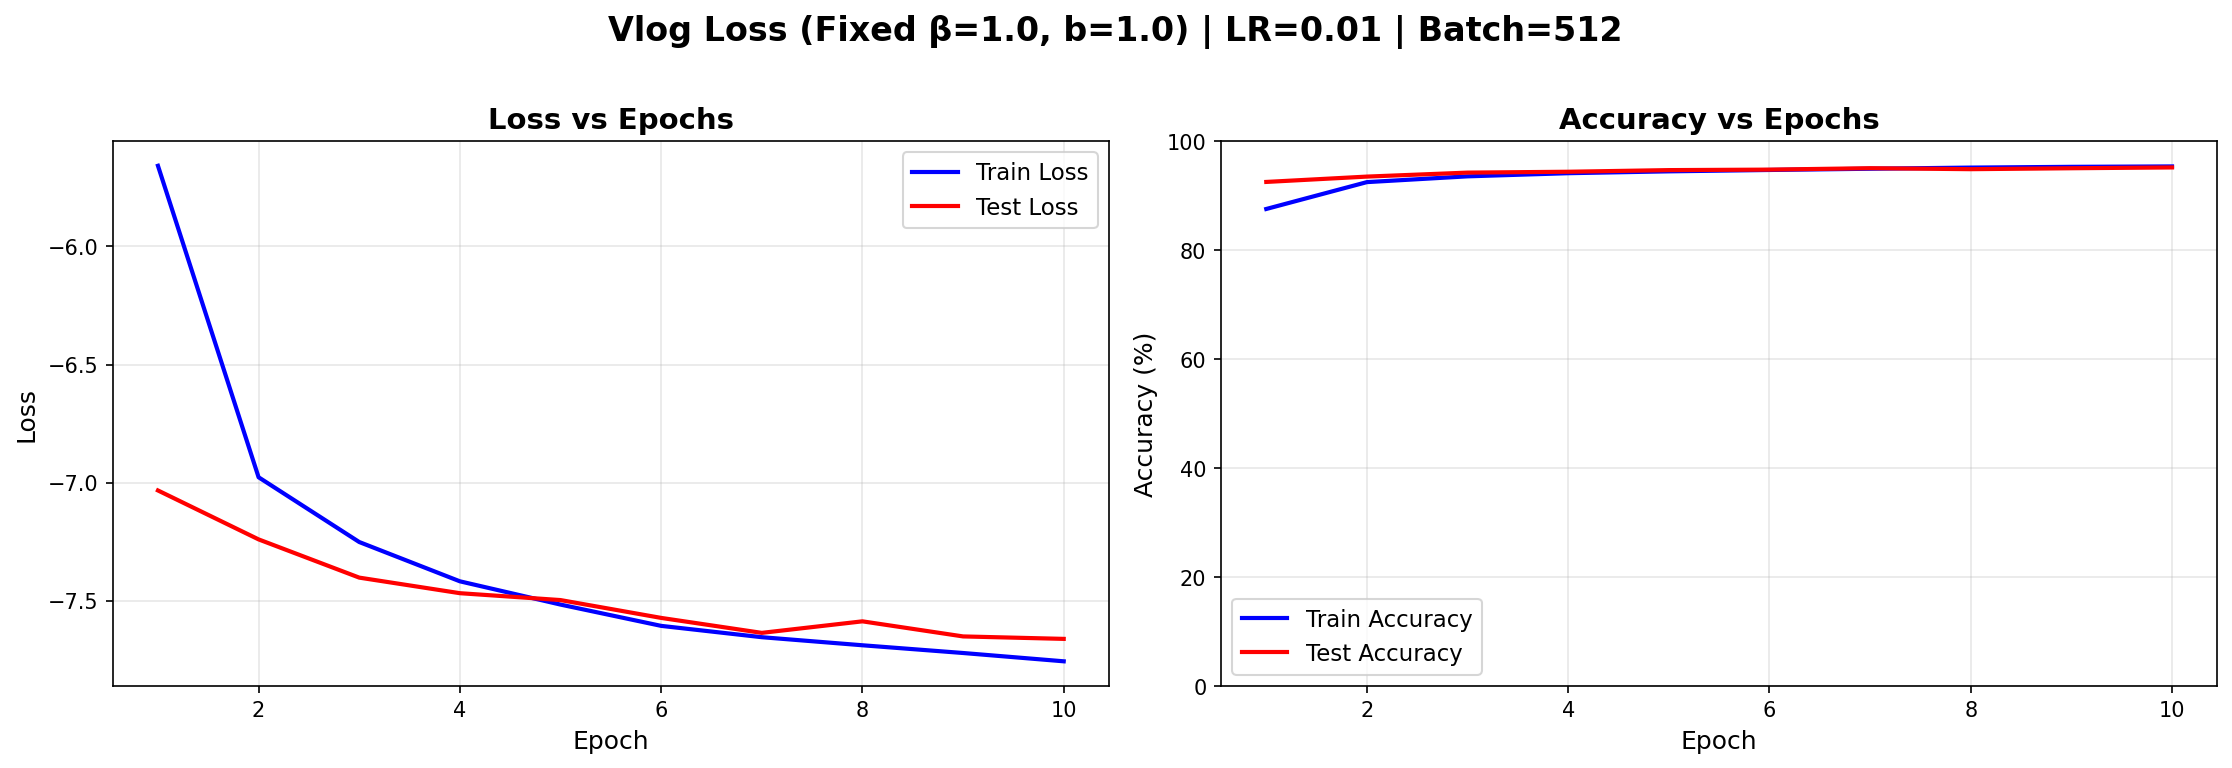 Vlog Loss (Fixed β=1.0, b=1.0) | LR=0.01 | Batch=512
Loss vs Epochs
Train Loss
Test Loss
−6.0
−6.5
−7.0
−7.5
Loss
2 4 6 8 10
Epoch
Accuracy vs Epochs
100
80
60
40
20
0
Accuracy (%)
Train Accuracy
Test Accuracy
2 4 6 8 10
Epoch